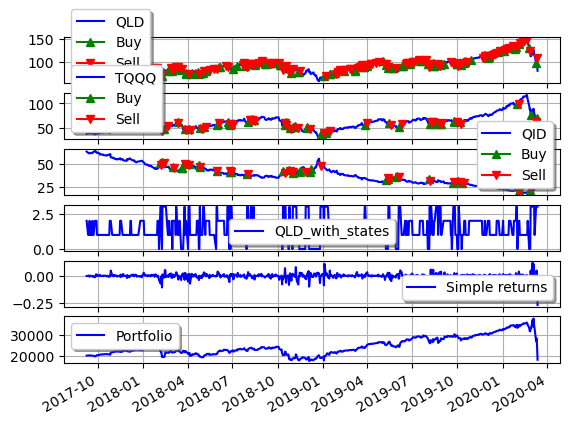 QLD
Buy
Sell
150
100
TQQQ
Buy
Sell
100
50
QID
Buy
Sell
50
25
2.5
0.0
QLD_with_states
0.00
-0.25
Simple returns
30000
20000
Portfolio
2017-10
2018-01
2018-04
2018-07
2018-10
2019-01
2019-04
2019-07
2019-10
2020-01
2020-04